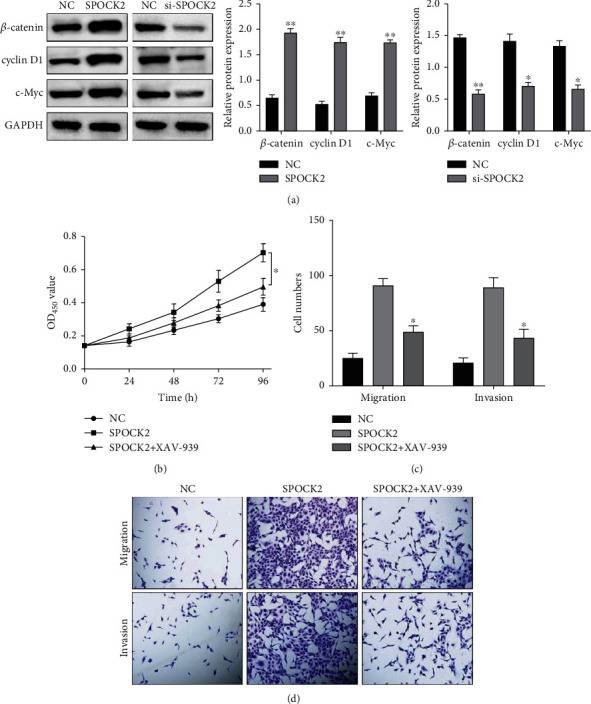 NC SPOCK2 NC si-SPOCK2
β-catenin
cyclin D1
c-Myc
GAPDH
Relative protein expression
2.5
2.0
1.5
1.0
0.5
0.0
** ** **
β-catenin cyclin D1 c-Myc
NC
SPOCK2
Relative protein expression
2.0
1.5
1.0
0.5
0.0
** * *
β-catenin cyclin D1 c-Myc
NC
si-SPOCK2
(a)
OD450 value
0.8
0.6
0.4
0.2
0.0
*
0 24 48 72 96
Time (h)
NC
SPOCK2
SPOCK2+XAV-939
(b)
Cell numbers
150
100
50
0
* *
Migration Invasion
NC
SPOCK2
SPOCK2+XAV-939
(c)
NC SPOCK2 SPOCK2+XAV-939
Migration
Invasion
(d)